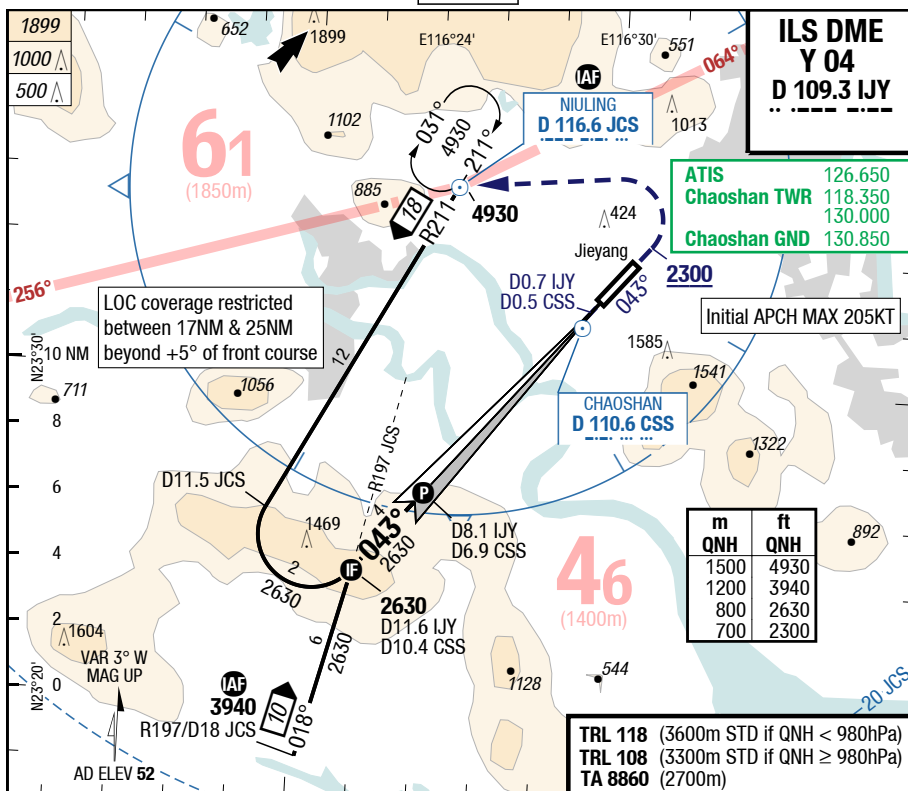 1899
1000
500
652
1899
E116°24'
E116°30'
551
064°
ILS DME
Y 04
D 109.3 IJY
IAF
NIULING
D 116.6 JCS
1102
031°
4930
211°
1013
61
(1850m)
885
18
R211
4930
424
ATIS 126.650
Chaoshan TWR 118.350
130.000
Chaoshan GND 130.850
Jieyang
2300
256°
D0.7 IJY
D0.5 CSS
043°
LOC coverage restricted
between 17NM & 25NM
beyond +5° of front course
Initial APCH MAX 205KT
N23°30'
10 NM
12
1585
1541
711
1056
8
CHAOSHAN
D 110.6 CSS
R197 JCS
1322
6
D11.5 JCS
P
4
D8.1 IJY
D6.9 CSS
1469
043°
2630
m ft
QNH QNH
1500 4930
1200 3940
800 2630
700 2300
892
4
2
IF
2630
2630
D11.6 IJY
D10.4 CSS
46
(1400m)
2
1604
6
2630
VAR 3° W
MAG UP
1128
544
N23°20'
0
IAF
3940
R197/D18 JCS
10
018°
20 JCS
AD ELEV 52
TRL 118 (3600m STD if QNH < 980hPa)
TRL 108 (3300m STD if QNH ≥ 980hPa)
TA 8860 (2700m)